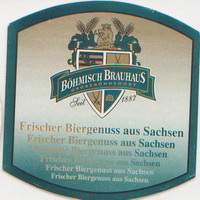 BÖHMISCH BRAUHAUS
GROSSRÖHRSDORF
Seit 1887
Frischer Biergenuss aus Sachsen
Frischer Biergenuss aus Sachsen
Frischer Biergenuss aus Sachsen
Frischer Biergenuss aus Sachsen
Frischer Biergenuss aus Sachsen
Frischer Biergenuss aus Sachsen